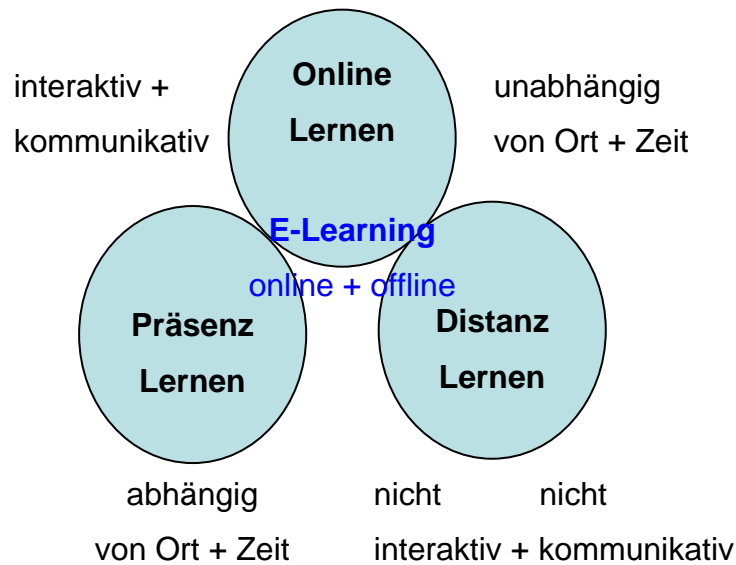 interaktiv +
kommunikativ
Online
Lernen
unabhängig
von Ort + Zeit
E-Learning
online + offline
Präsenz
Lernen
Distanz
Lernen
abhängig
von Ort + Zeit
nicht nicht
interaktiv + kommunikativ